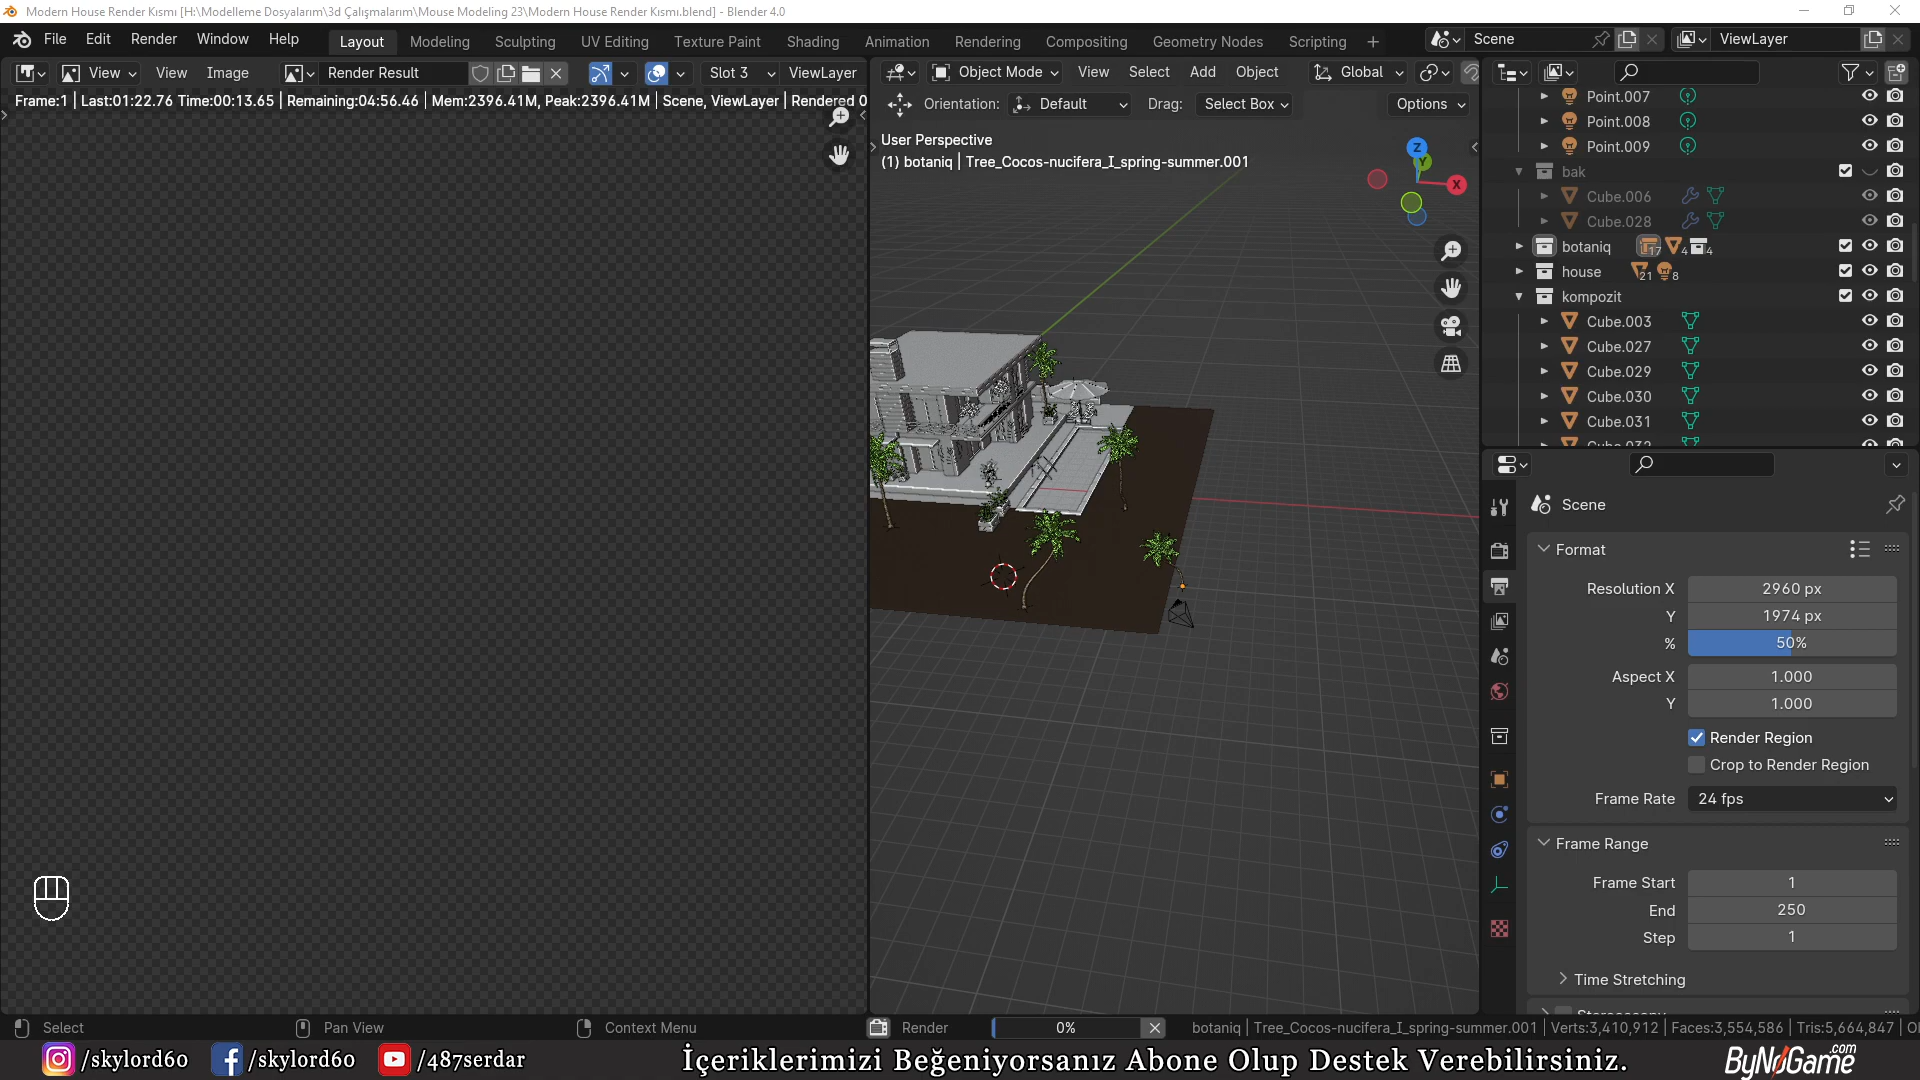 Modern House Render Kısmı [H:\Modelleme Dosyalarım\3d Çalışmalarım\Mouse Modeling 23\Modern House Render Kısmı.blend] - Blender 4.0
File Edit Render Window Help Layout Modeling Sculpting UV Editing Texture Paint Shading Animation Rendering Compositing Geometry Nodes Scripting + Scene ViewLayer
View View Image Render Result Slot 3 ViewLayer
Object Mode View Select Add Object Global
Frame:1 | Last:01:22.76 Time:00:13.65 | Remaining:04:56.46 | Mem:2396.41M, Peak:2396.41M | Scene, ViewLayer | Rendered 0
Orientation: Default Drag: Select Box Options
User Perspective
(1) botaniq | Tree_Cocos-nucifera_I_spring-summer.001
Z
Y
X
Point.007
Point.008
Point.009
bak
Cube.006
Cube.028
botaniq 17 4 4
house 21 8
kompozit
Cube.003
Cube.027
Cube.029
Cube.030
Cube.031
Cube.032
Scene
Format
Resolution X 2960 px
Y 1974 px
% 50%
Aspect X 1.000
Y 1.000
Render Region
Crop to Render Region
Frame Rate 24 fps
Frame Range
Frame Start 1
End 250
Step 1
Time Stretching
Select Pan View Context Menu Render 0% botaniq | Tree_Cocos-nucifera_I_spring-summer.001 | Verts:3,410,912 | Faces:3,554,586 | Tris:5,664,847 |
/skylord60 /skylord60 /487serdar İçeriklerimizi Beğeniyorsanız Abone Olup Destek Verebilirsiniz. ByNoGame.com